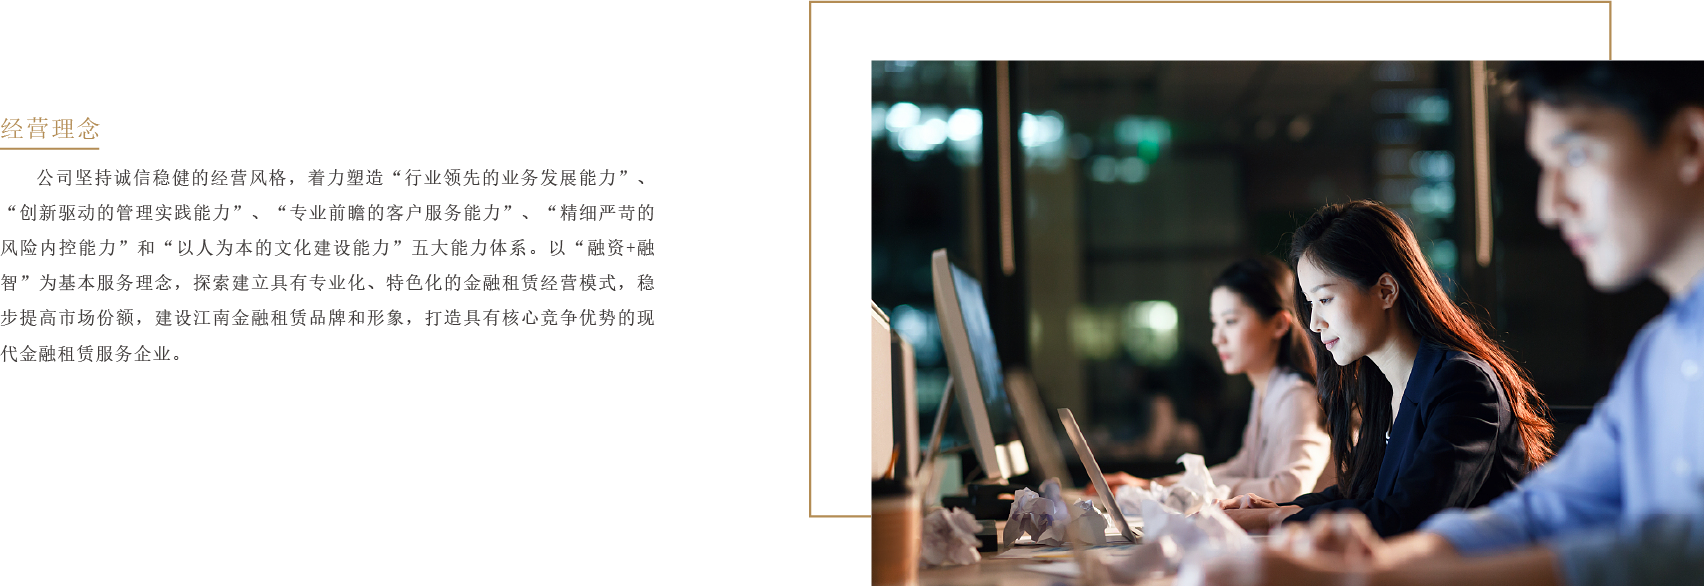 经营理念
公司坚持诚信稳健的经营风格，着力塑造“行业领先的业务发展能力”、
“创新驱动的管理实践能力”、“专业前瞻的客户服务能力”、“精细严苛的
风险内控能力”和“以人为本的文化建设能力”五大能力体系。以“融资+融
智”为基本服务理念，探索建立具有专业化、特色化的金融租赁经营模式，稳
步提高市场份额，建设江南金融租赁品牌和形象，打造具有核心竞争优势的现
代金融租赁服务企业。